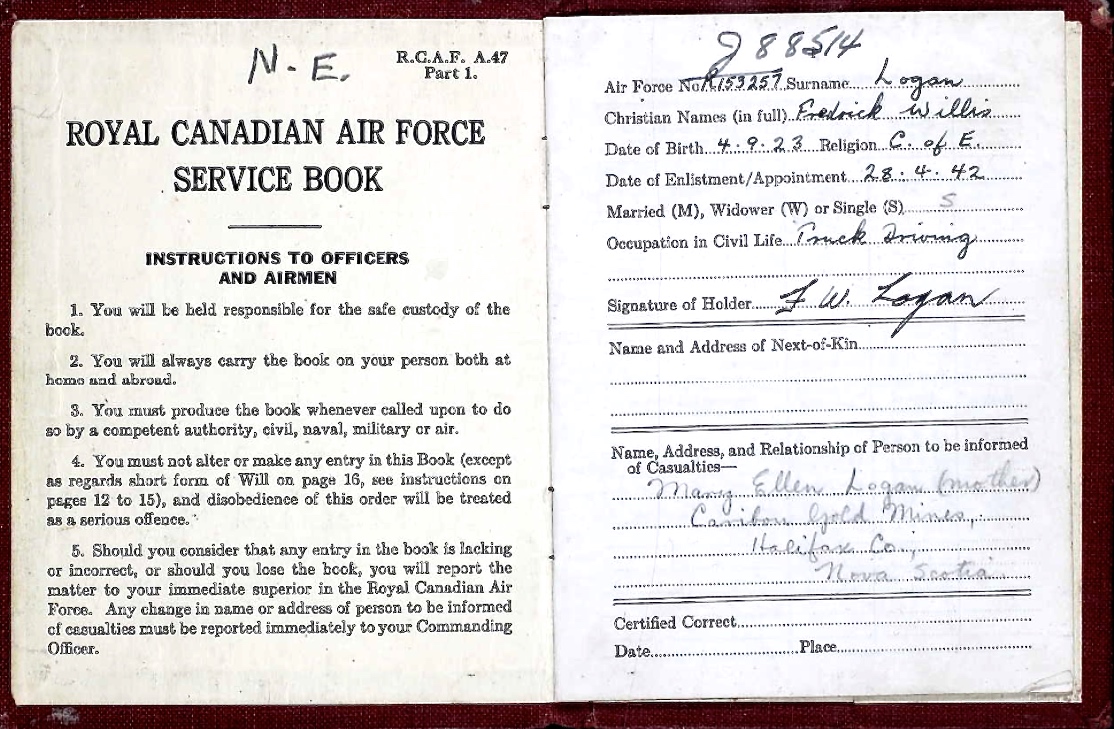 N.E.
R.C.A.F. A.47
Part 1.
ROYAL CANADIAN AIR FORCE
SERVICE BOOK
INSTRUCTIONS TO OFFICERS
AND AIRMEN
1. You will be held responsible for the safe custody of the
book.
2. You will always carry the book on your person both at
home and abroad.
3. You must produce the book whenever called upon to do
so by a competent authority, civil, naval, military or air.
4. You must not alter or make any entry in this Book (except
as regards short form of Will on page 16, see instructions on
pages 12 to 15), and disobedience of this order will be treated
as a serious offence.
5. Should you consider that any entry in the book is lacking
or incorrect, or should you lose the book, you will report the
matter to your immediate superior in the Royal Canadian Air
Force. Any change in name or address of person to be informed
of casualties must be reported immediately to your Commanding
Officer.
J 88514
Air Force No. R153257 Surname Logan
Christian Names (in full) Fredrick Willis
Date of Birth 4.9.23 Religion C. of E.
Date of Enlistment/Appointment 28.4.42
Married (M), Widower (W) or Single (S) S
Occupation in Civil Life Truck Driving
Signature of Holder F W. Logan
Name and Address of Next-of-Kin
Name, Address, and Relationship of Person to be informed
of Casualties—
Mary Ellen Logan (mother)
Caribou Gold Mines,
Halifax Co.,
Nova Scotia
Certified Correct
Date Place